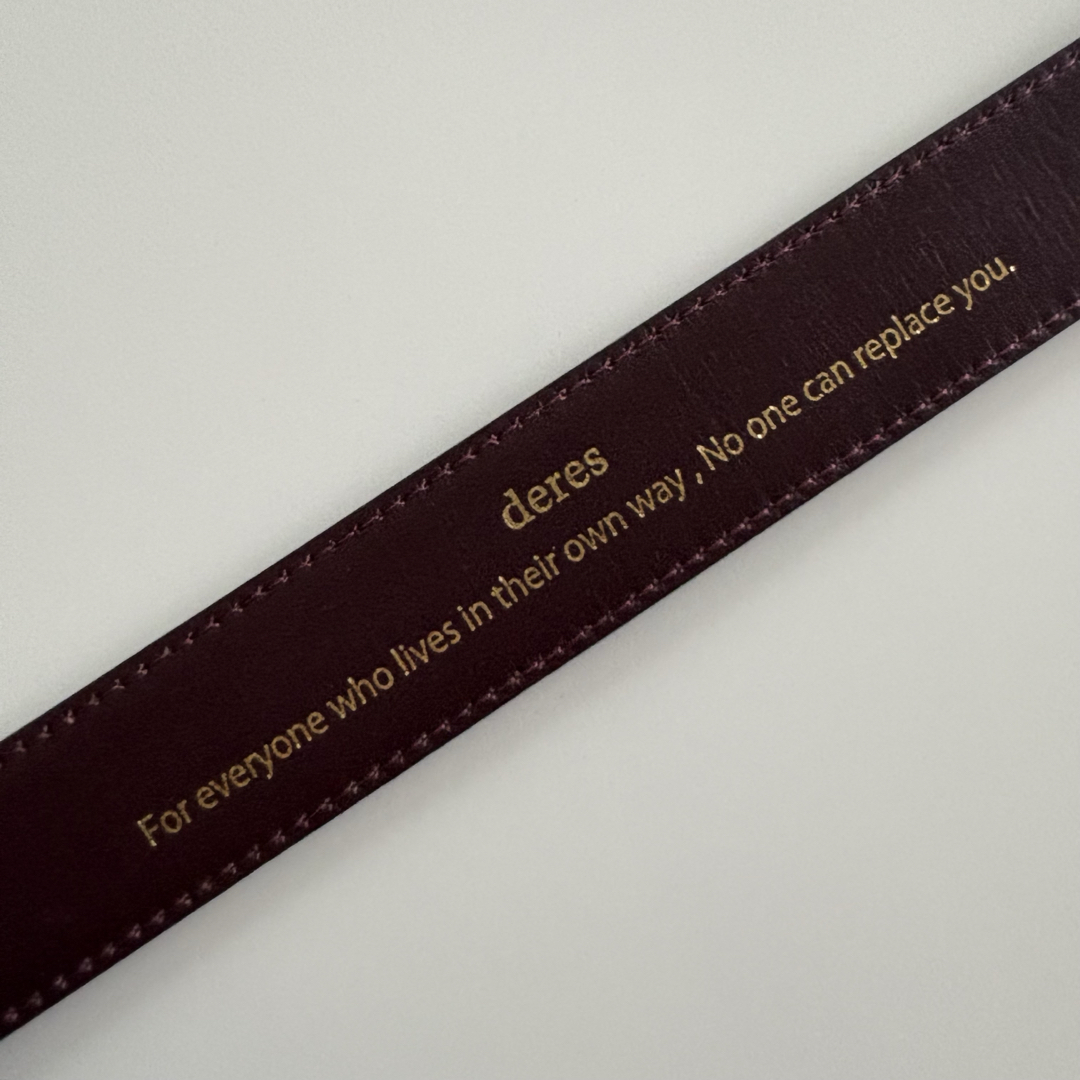 deres
For everyone who lives in their own way , No one can replace you.